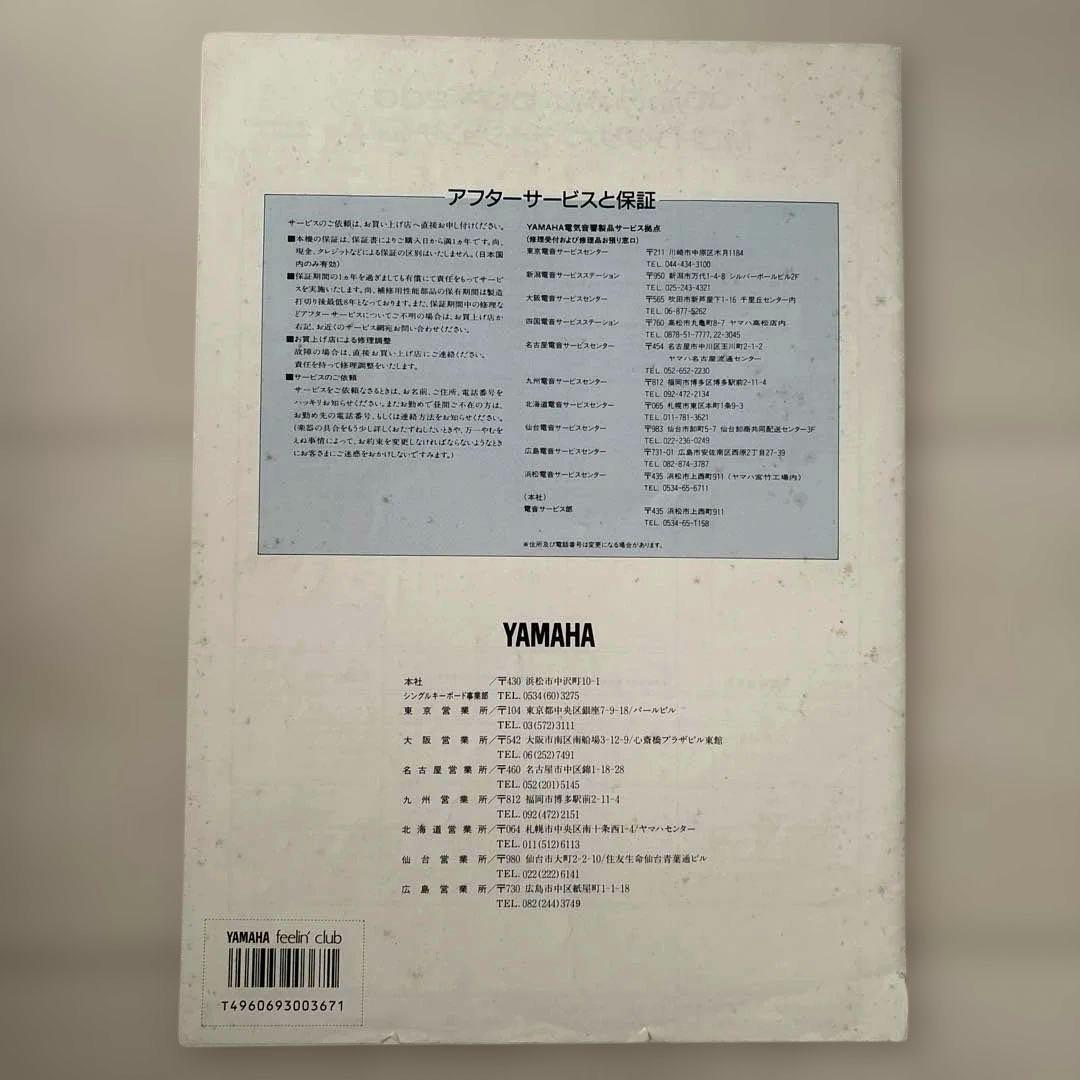 アフターサービスと保証
サービスのご依頼は、お買い上げ店へ直接お申し付けください。
■本機の保証は、保証書によりご購入日から満1ヵ年です。尚、
現金、クレジットなどによる保証の区別はいたしません。(日本国
内のみ有効)
■保証期間の1ヵ年を過ぎましても有償にて責任をもってサービ
スを実施いたします。尚、補修用性能部品の保有期間は製造
打切り後最低8年となっております。また、保証期間中の修理な
どアフターサービスについてご不明の場合は、お買い上げ店か
右記、お近くのサービス網宛お問い合わせください。
■お買上げ店による修理調整
故障の場合は、直接お買い上げ店にご連絡ください。
責任を持って修理調整をいたします。
■サービスのご依頼
サービスをご依頼なさるときは、お名前、ご住所、電話番号を
ハッキリお知らせください。またお勤めで昼間ご不在の方は、
お勤め先の電話番号、もしくは連絡方法をお知らせください。
(楽器の具合をもう少し詳しくおたずねしたいときや、万一やむを
えぬ事情によって、お約束を変更しなければならないようなとき
にお客さまにご迷惑をおかけしないですみます。)
YAMAHA電気音響製品サービス拠点
(修理受付および修理品お預り窓口)
東京電音サービスセンター 〒211 川崎市中原区木月1184
TEL. 044-434-3100
新潟電音サービスステーション 〒950 新潟市万代1-4-8 シルバーボールビル2F
TEL. 025-243-4321
大阪電音サービスセンター 〒565 吹田市新芦屋下1-16 千里丘センター内
TEL. 06-877-5262
四国電音サービスステーション 〒760 高松市丸亀町8-7 ヤマハ高松店内
TEL. 0878-51-7777, 22-3045
名古屋電音サービスセンター 〒454 名古屋市中川区玉川町2-1-2
ヤマハ名古屋流通センター
TEL. 052-652-2230
九州電音サービスセンター 〒812 福岡市博多区博多駅前2-11-4
TEL. 092-472-2134
北海道電音サービスセンター 〒065 札幌市東区本町1条9-3
TEL. 011-781-3621
仙台電音サービスセンター 〒983 仙台市卸町5-7 仙台卸商共同配送センター3F
TEL. 022-236-0249
広島電音サービスセンター 〒731-01 広島市安佐南区西原2丁目27-39
TEL. 082-874-3787
浜松電音サービスセンター 〒435 浜松市上西町911 (ヤマハ宮竹工場内)
TEL. 0534-65-6711
(本社)
電音サービス部 〒435 浜松市上西町911
TEL. 0534-65-1158
※住所及び電話番号は変更になる場合があります。
YAMAHA
本社 /〒430 浜松市中沢町10-1
シングルキーボード事業部 TEL. 0534(60)3275
東京営業所/〒104 東京都中央区銀座7-9-18/パールビル
TEL. 03(572)3111
大阪営業所/〒542 大阪市南区南船場3-12-9/心斎橋プラザビル東館
TEL. 06(252)7491
名古屋営業所/〒460 名古屋市中区錦1-18-28
TEL. 052(201)5145
九州営業所/〒812 福岡市博多駅前2-11-4
TEL. 092(472)2151
北海道営業所/〒064 札幌市中央区南十条西1-4/ヤマハセンター
TEL. 011(512)6113
仙台営業所/〒980 仙台市大町2-2-10/住友生命仙台青葉通ビル
TEL. 022(222)6141
広島営業所/〒730 広島市中区紙屋町1-1-18
TEL. 082(244)3749
YAMAHA feelin' club
T4960693003671